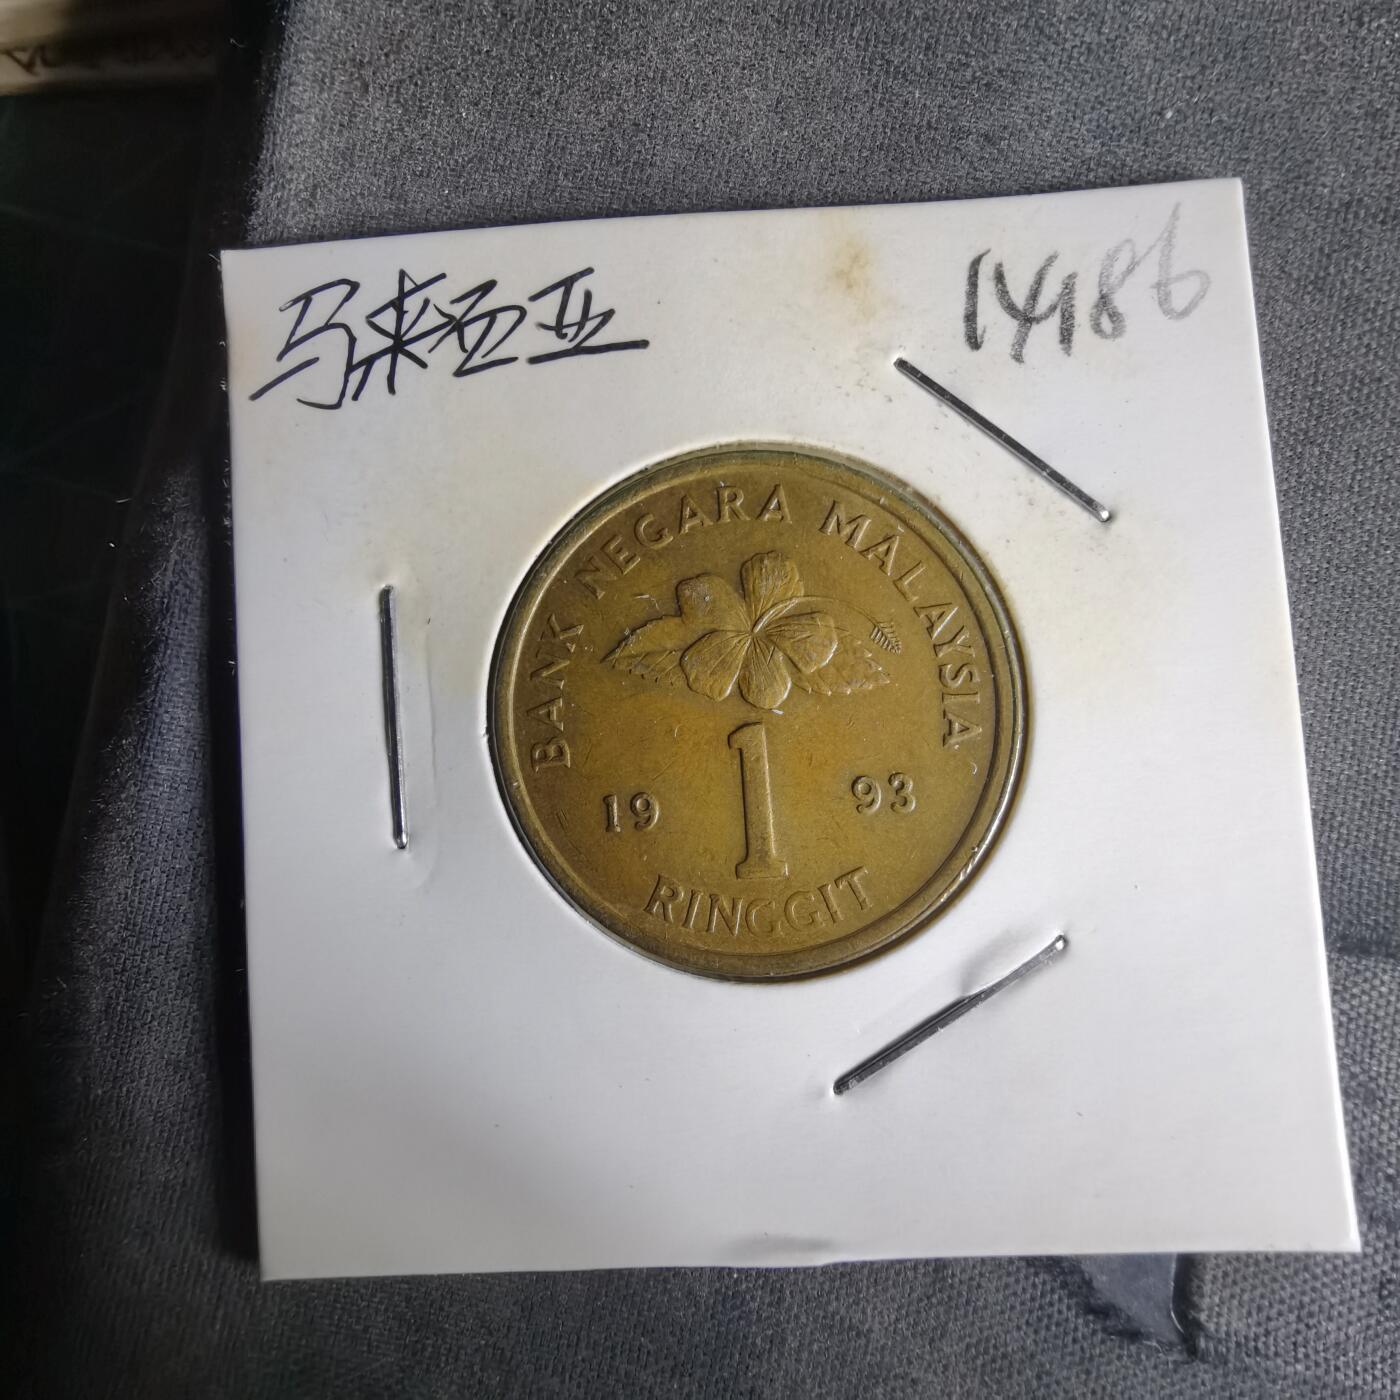 马来西亚
14186
BANK NEGARA MALAYSIA
1
19 93
RINGGIT